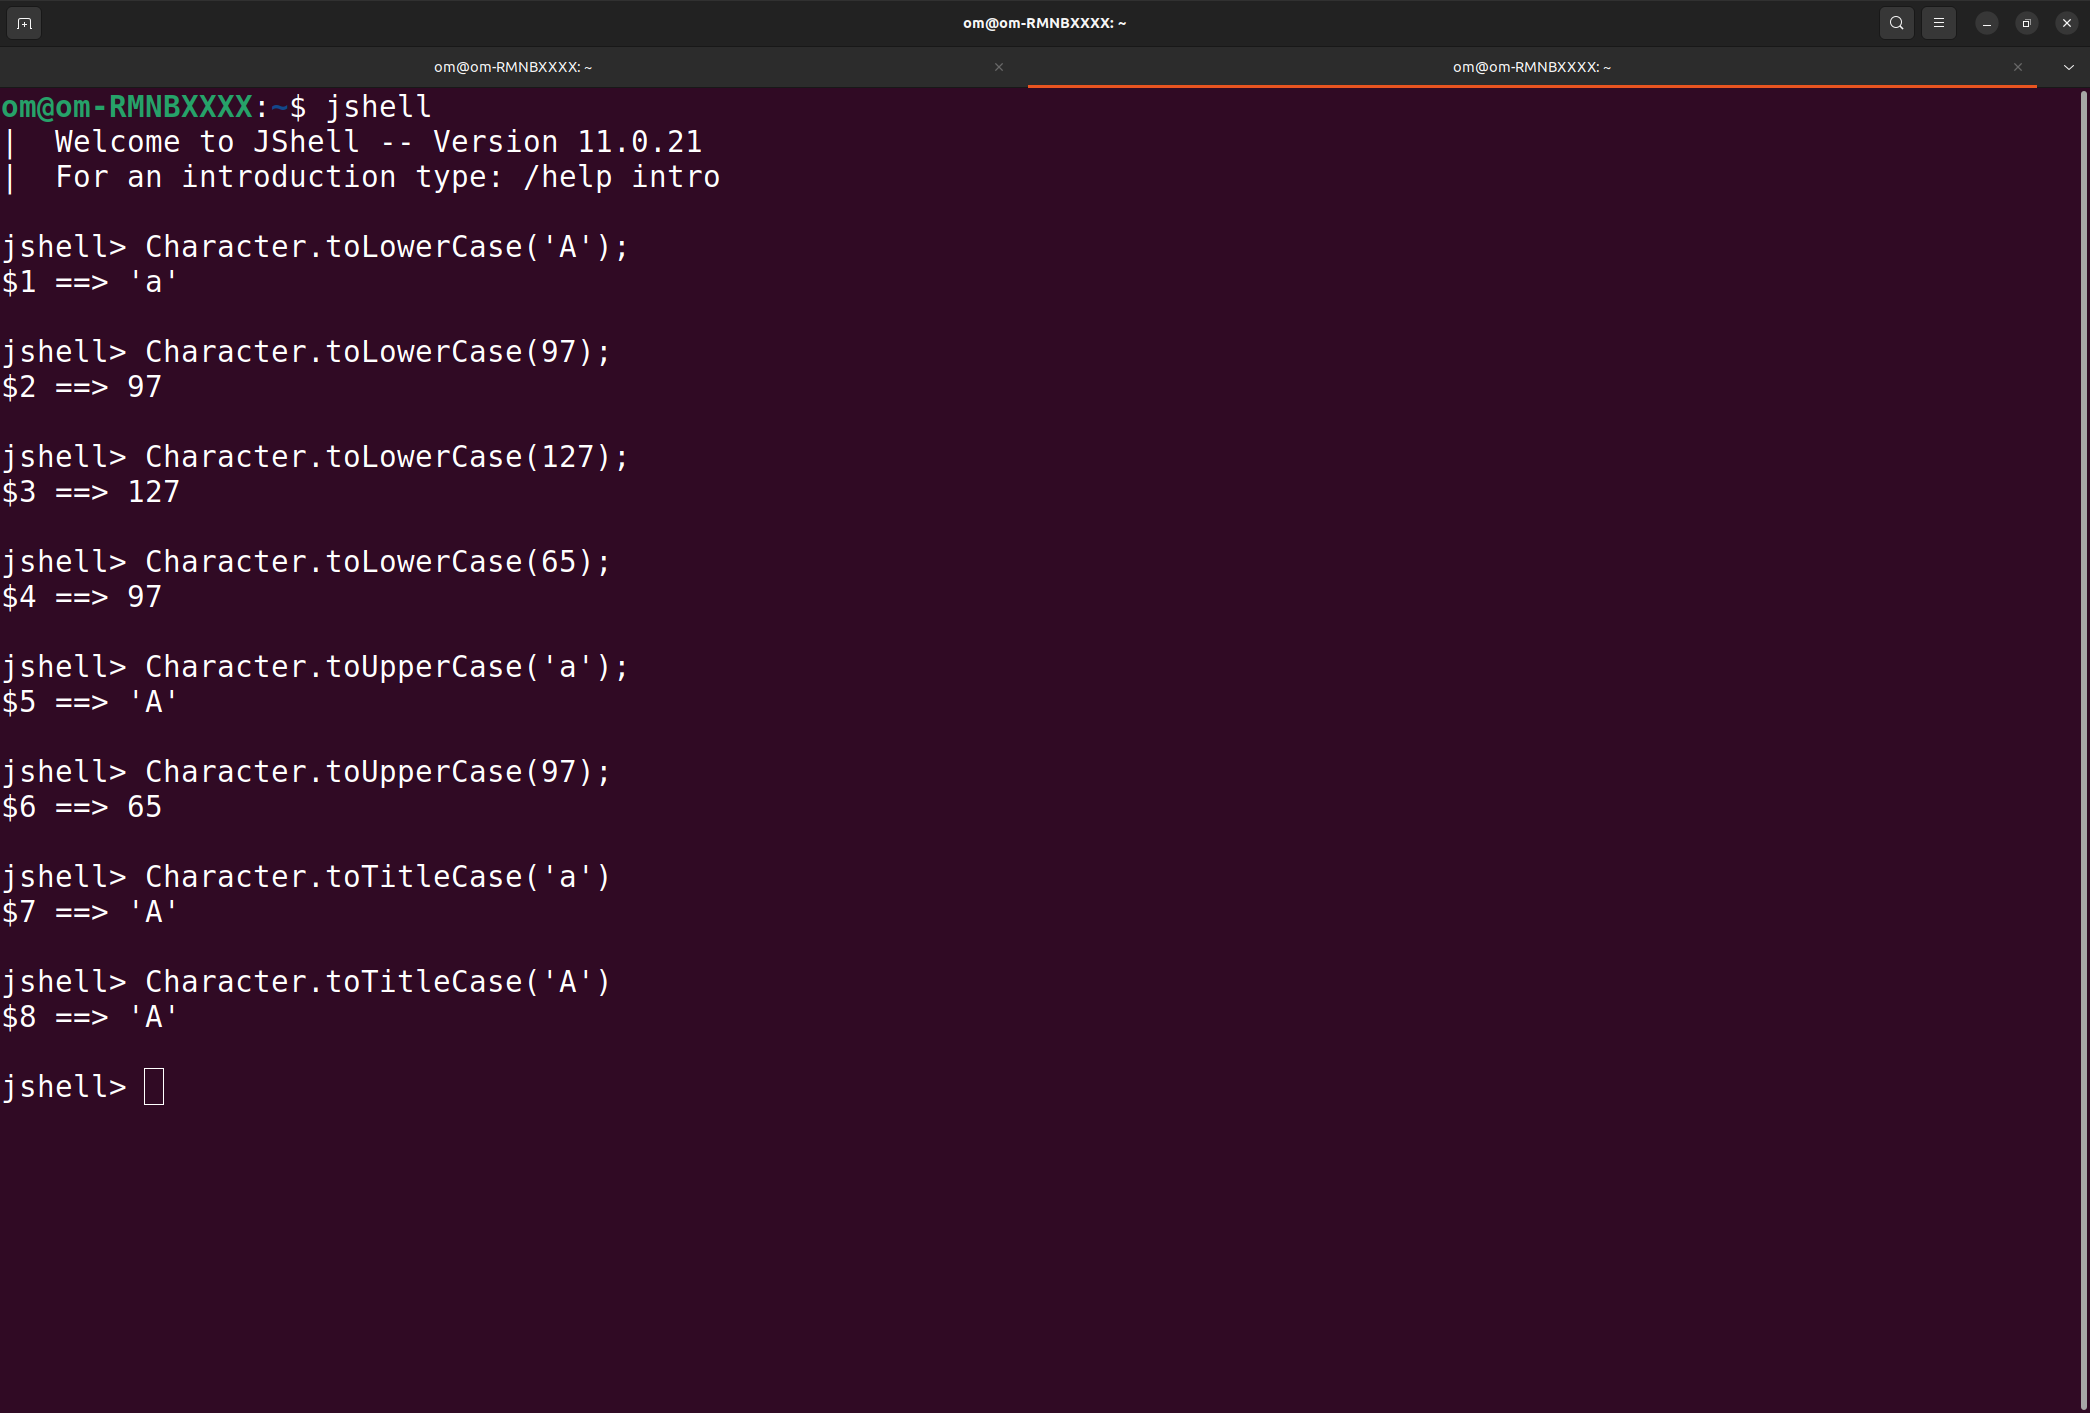 om@om-RMNBXXXX: ~
om@om-RMNBXXXX: ~
om@om-RMNBXXXX: ~
om@om-RMNBXXXX:~$ jshell
|  Welcome to JShell -- Version 11.0.21
|  For an introduction type: /help intro
jshell> Character.toLowerCase('A');
$1 ==> 'a'
jshell> Character.toLowerCase(97);
$2 ==> 97
jshell> Character.toLowerCase(127);
$3 ==> 127
jshell> Character.toLowerCase(65);
$4 ==> 97
jshell> Character.toUpperCase('a');
$5 ==> 'A'
jshell> Character.toUpperCase(97);
$6 ==> 65
jshell> Character.toTitleCase('a')
$7 ==> 'A'
jshell> Character.toTitleCase('A')
$8 ==> 'A'
jshell>